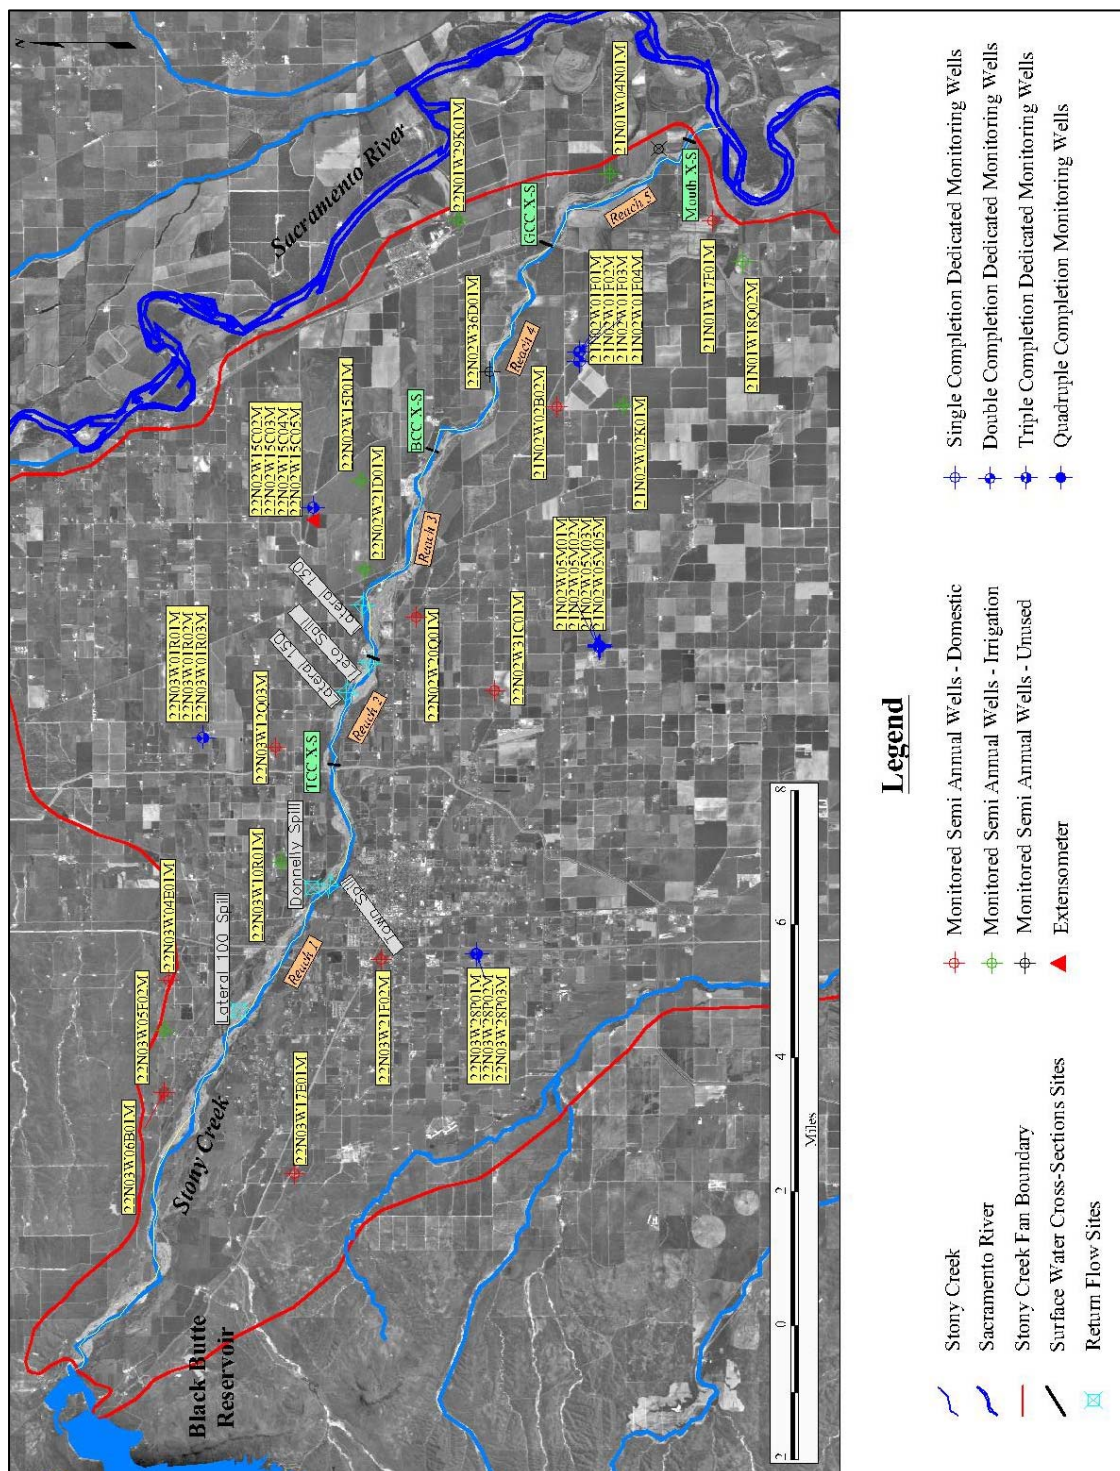 N
Sacramento River
Stony Creek
Black Butte
Reservoir
22N03W06B01M
22N03W05F02M
22N03W04E01M
Lateral 100 Spill
22N03W10R01M
Donnelly Spill
22N03W12Q03M
22N03W01R01M
22N03W01R02M
22N03W01R03M
Lateral 150
Lateral 130
22N02W15C02M
22N02W15C03M
22N02W15C04M
22N02W15C05M
22N02W15P01M
22N02W21D01M
22N01W29K01M
22N03W17E01M
Reach 1
Town Spill
22N03W21F02M
22N03W28P01M
22N03W28P02M
22N03W28P03M
TCC X-S
Reach 2
22N02W20Q01M
22N02W31C01M
Reach 3
BCC X-S
22N02W36D01M
Reach 4
GCC X-S
Reach 5
21N01W04N01M
Mouth X-S
21N02W05M01M
21N02W05M02M
21N02W05M03M
21N02W05M05M
21N02W02B02M
21N02W02K01M
21N02W01F01M
21N02W01F02M
21N02W01F03M
21N02W01F04M
21N01W17F01M
21N01W18Q02M
2 0 2 4 6 8
Miles
Legend
Stony Creek
Sacramento River
Stony Creek Fan Boundary
Surface Water Cross-Sections Sites
Return Flow Sites
Monitored Semi Annual Wells - Domestic
Monitored Semi Annual Wells - Irrigation
Monitored Semi Annual Wells - Unused
Extensometer
Single Completion Dedicated Monitoring Wells
Double Completion Dedicated Monitoring Wells
Triple Completion Dedicated Monitoring Wells
Quadruple Completion Monitoring Wells